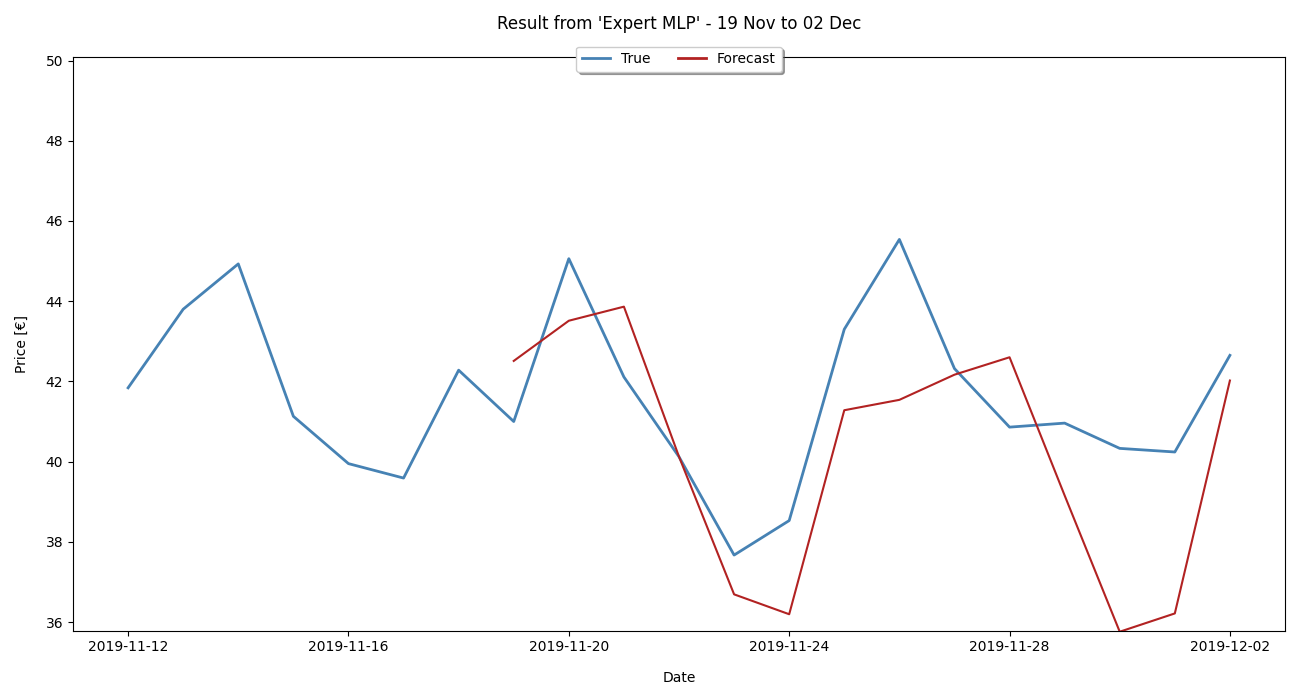 Result from 'Expert MLP' - 19 Nov to 02 Dec
True Forecast
50
48
46
44
42
40
38
36
Price [€]
2019-11-12 2019-11-16 2019-11-20 2019-11-24 2019-11-28 2019-12-02
Date